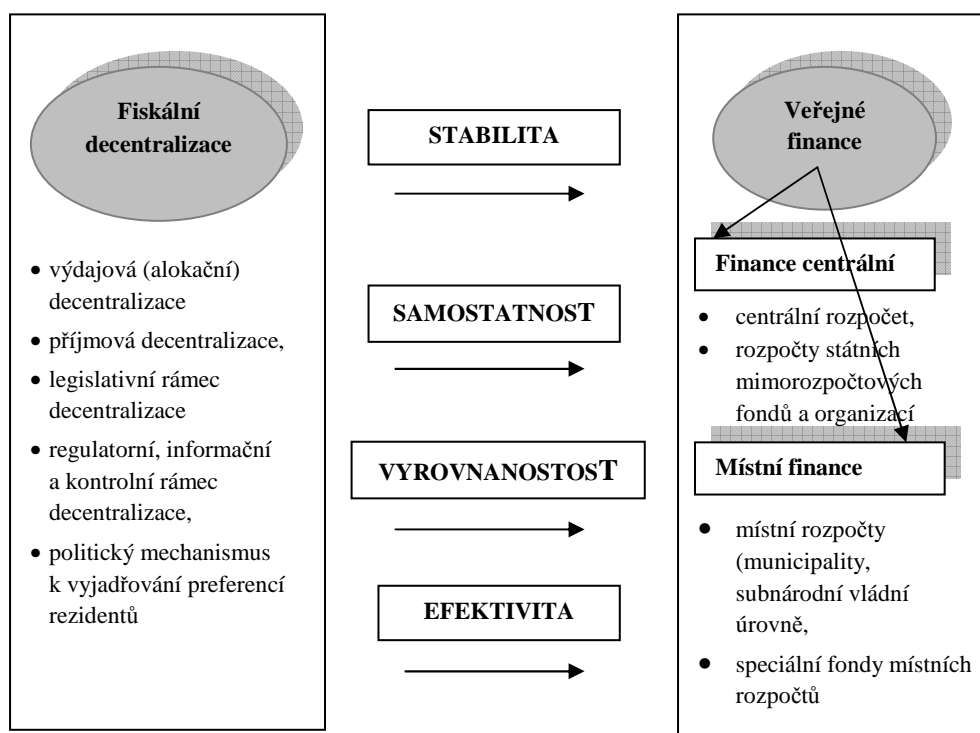 Fiskální
decentralizace
• výdajová (alokační)
decentralizace
• příjmová decentralizace,
• legislativní rámec
decentralizace
• regulatorní, informační
a kontrolní rámec
decentralizace,
• politický mechanismus
k vyjadřování preferencí
rezidentů
STABILITA
SAMOSTATNOST
VYROVNANOSTOST
EFEKTIVITA
Veřejné
finance
Finance centrální
• centrální rozpočet,
• rozpočty státních
mimorozpočtových
fondů a organizací
Místní finance
• místní rozpočty
(municipality,
subnárodní vládní
úrovně,
• speciální fondy místních
rozpočtů